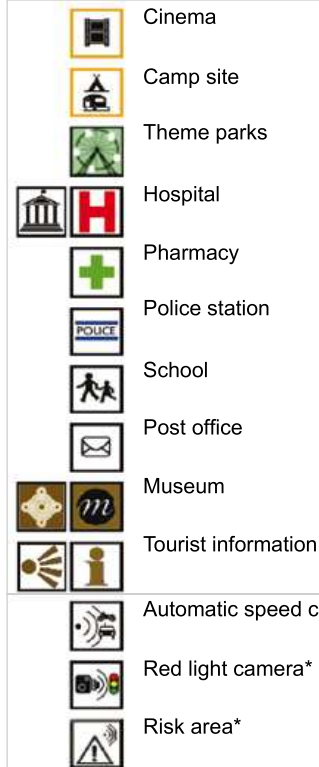 Cinema
Camp site
Theme parks
Hospital
H
Pharmacy
Police station
POLICE
School
Post office
Museum
m
Tourist information
i
Automatic speed c
Red light camera*
Risk area*